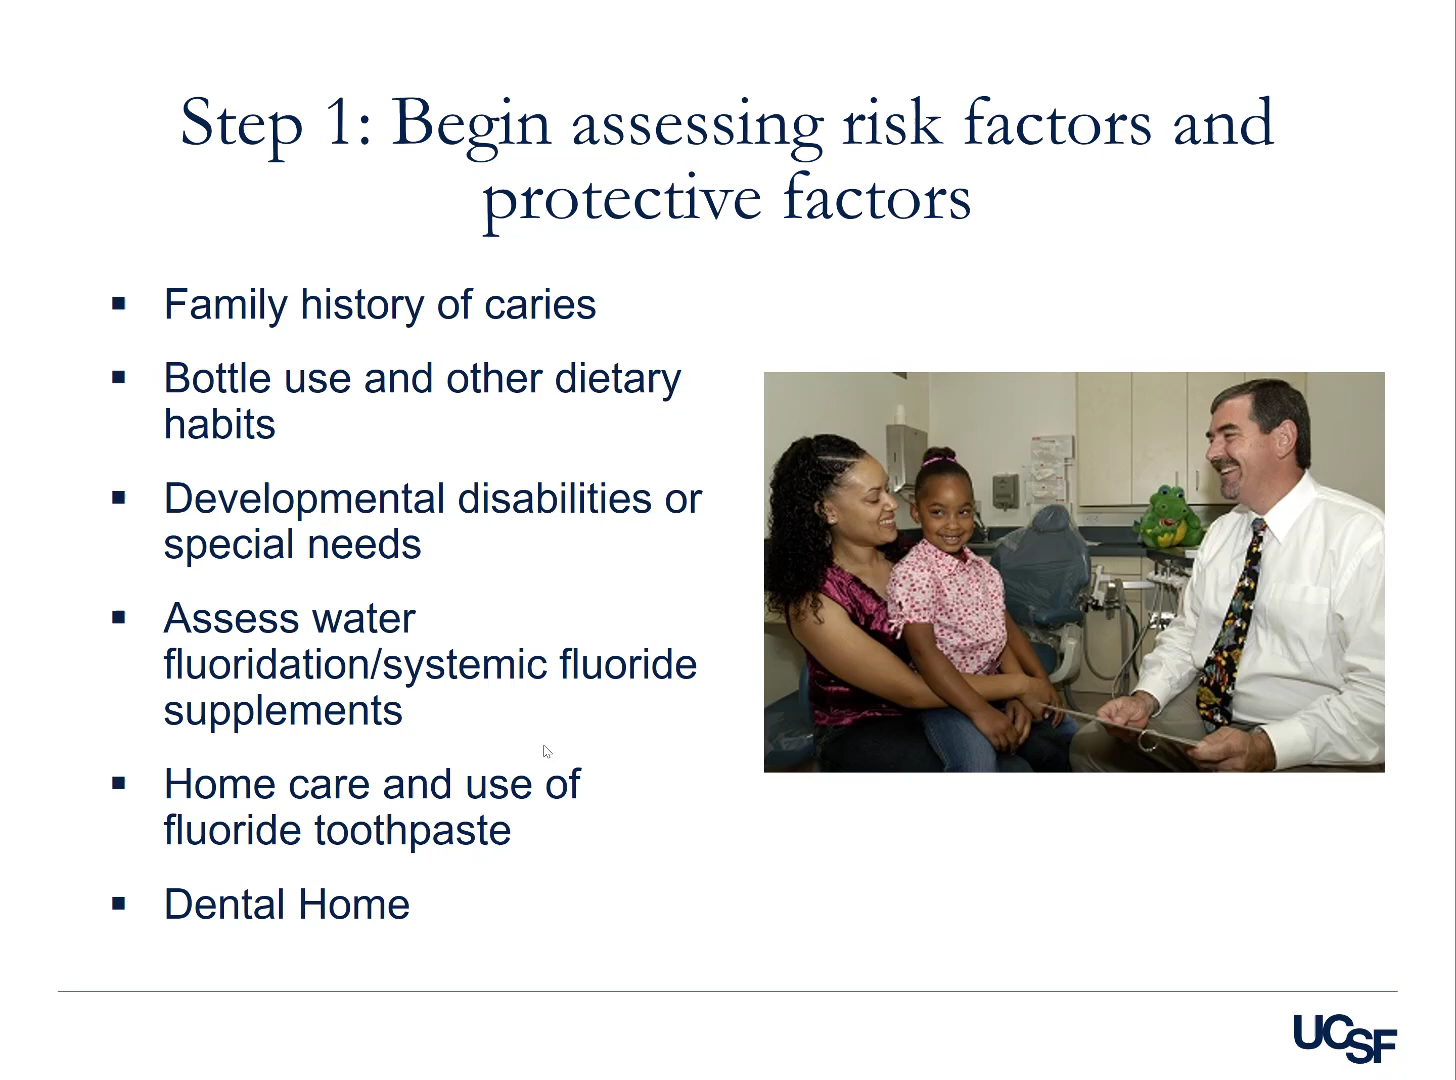 Step 1: Begin assessing risk factors and
protective factors
Family history of caries
Bottle use and other dietary
habits
Developmental disabilities or
special needs
Assess water
fluoridation/systemic fluoride
supplements
Home care and use of
fluoride toothpaste
Dental Home
UCSF